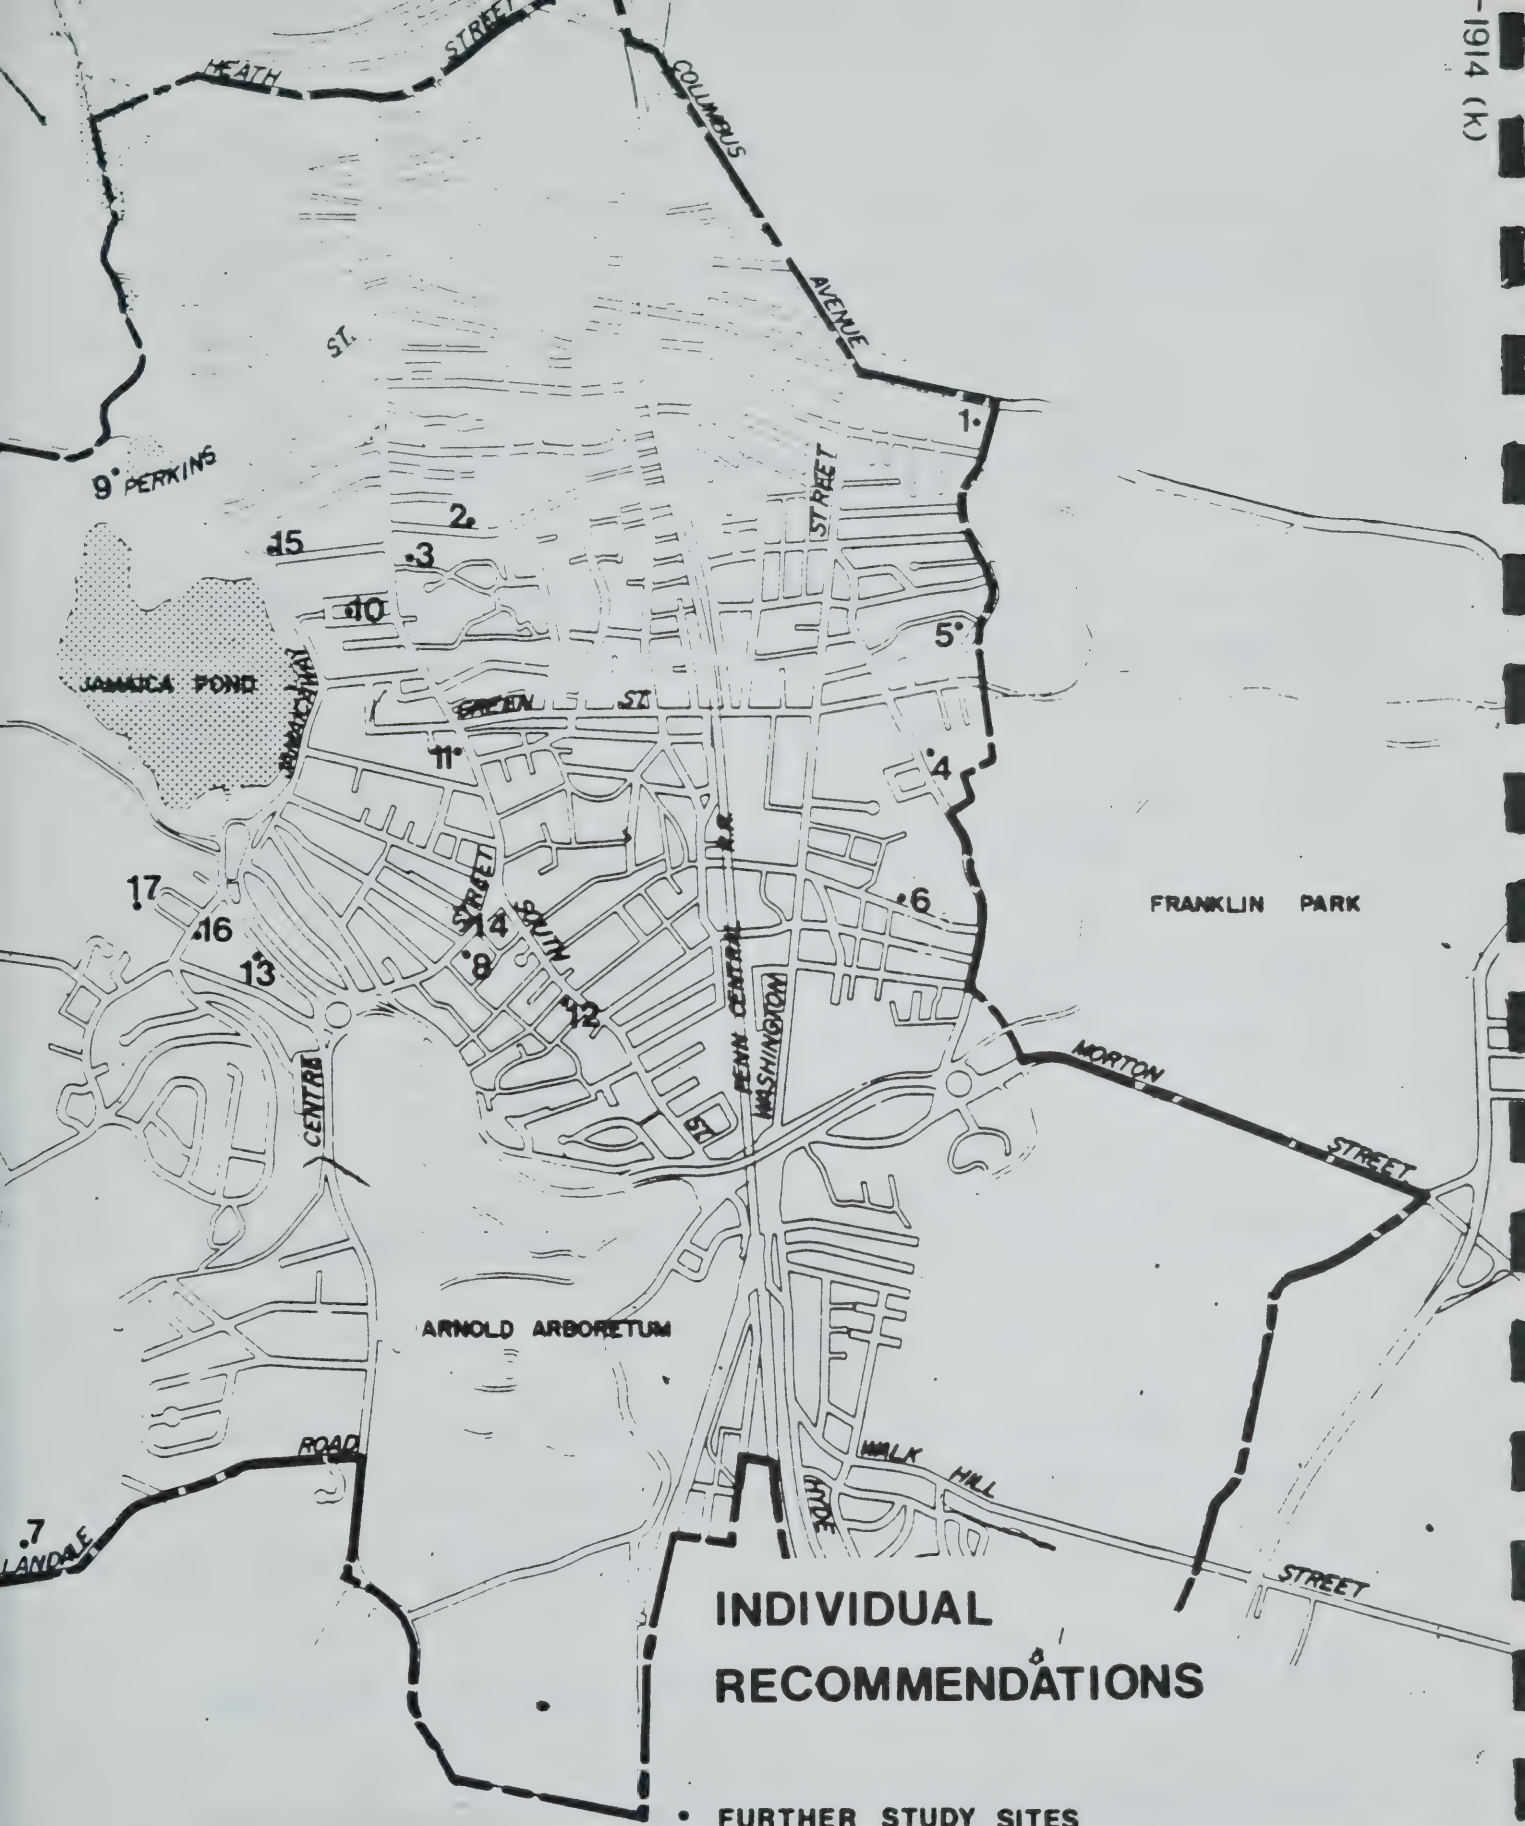 -1914 (k)
STREET
HEATH
COLUMBUS
AVENUE
ST.
1
9 PERKINS
STREET
2
15
3
10
5
JAMAICA POND
JAMAICAWAY
GREEN ST.
11
4
R.R.
STREET
17
6
FRANKLIN PARK
14
SOUTH
16
13
8
12
PENN CENTRAL
WASHINGTON
MORTON
CENTRE
ST.
STREET
ARNOLD ARBORETUM
ROAD
WALK
HILL
HYDE
7
LANDALE
STREET
INDIVIDUAL
RECOMMENDATIONS
• FURTHER STUDY SITES